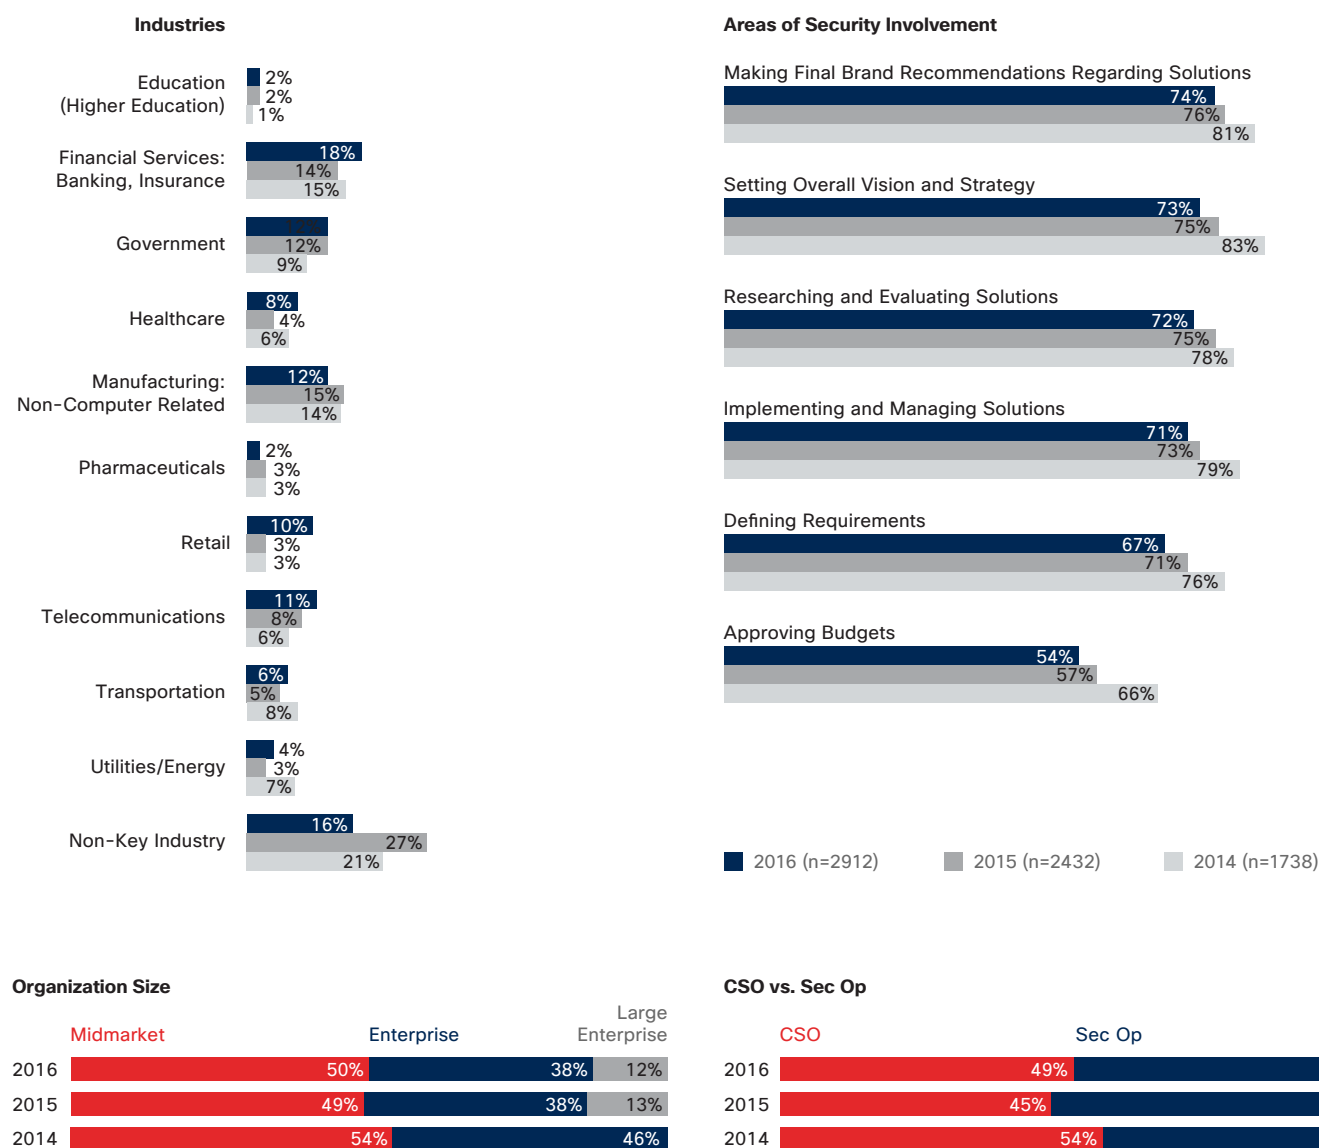 Industries
Education
(Higher Education)
2%
2%
1%
Financial Services:
Banking, Insurance
18%
14%
15%
Government
12%
12%
9%
Healthcare
8%
4%
6%
Manufacturing:
Non-Computer Related
12%
15%
14%
Pharmaceuticals
2%
3%
3%
Retail
10%
3%
3%
Telecommunications
11%
8%
6%
Transportation
6%
5%
8%
Utilities/Energy
4%
3%
7%
Non-Key Industry
16%
27%
21%
Areas of Security Involvement
Making Final Brand Recommendations Regarding Solutions
74%
76%
81%
Setting Overall Vision and Strategy
73%
75%
83%
Researching and Evaluating Solutions
72%
75%
78%
Implementing and Managing Solutions
71%
73%
79%
Defining Requirements
67%
71%
76%
Approving Budgets
54%
57%
66%
2016 (n=2912) 2015 (n=2432) 2014 (n=1738)
Organization Size
Midmarket Enterprise Large
Enterprise
2016 50% 38% 12%
2015 49% 38% 13%
2014 54% 46%
CSO vs. Sec Op
CSO Sec Op
2016 49%
2015 45%
2014 54%